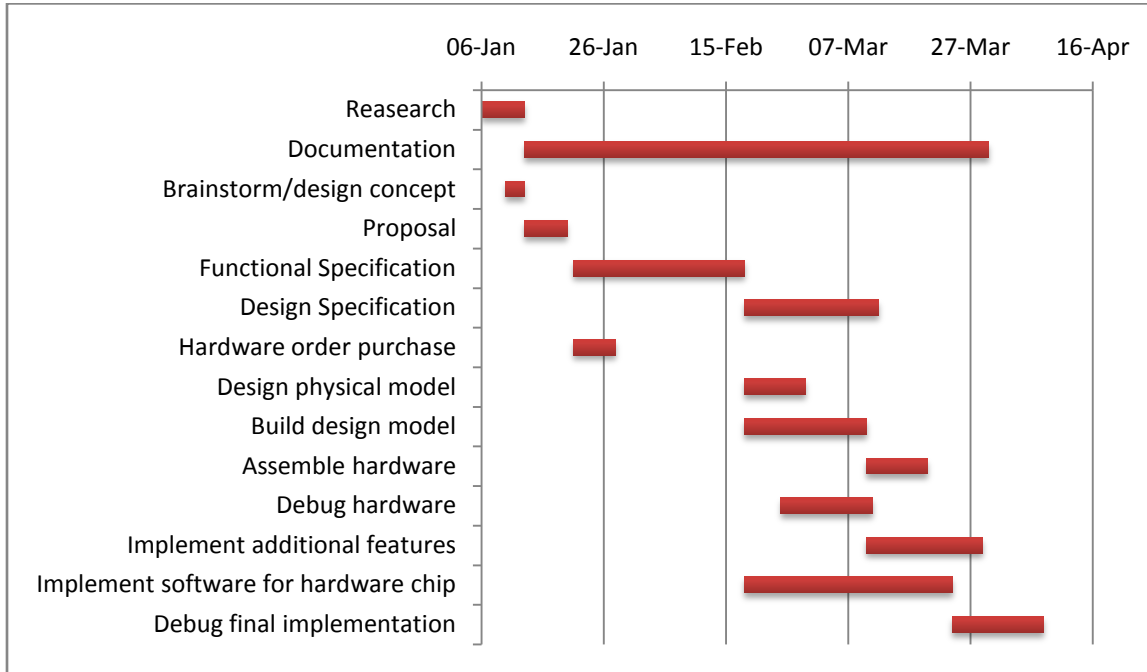 06-Jan 26-Jan 15-Feb 07-Mar 27-Mar 16-Apr
Reasearch
Documentation
Brainstorm/design concept
Proposal
Functional Specification
Design Specification
Hardware order purchase
Design physical model
Build design model
Assemble hardware
Debug hardware
Implement additional features
Implement software for hardware chip
Debug final implementation